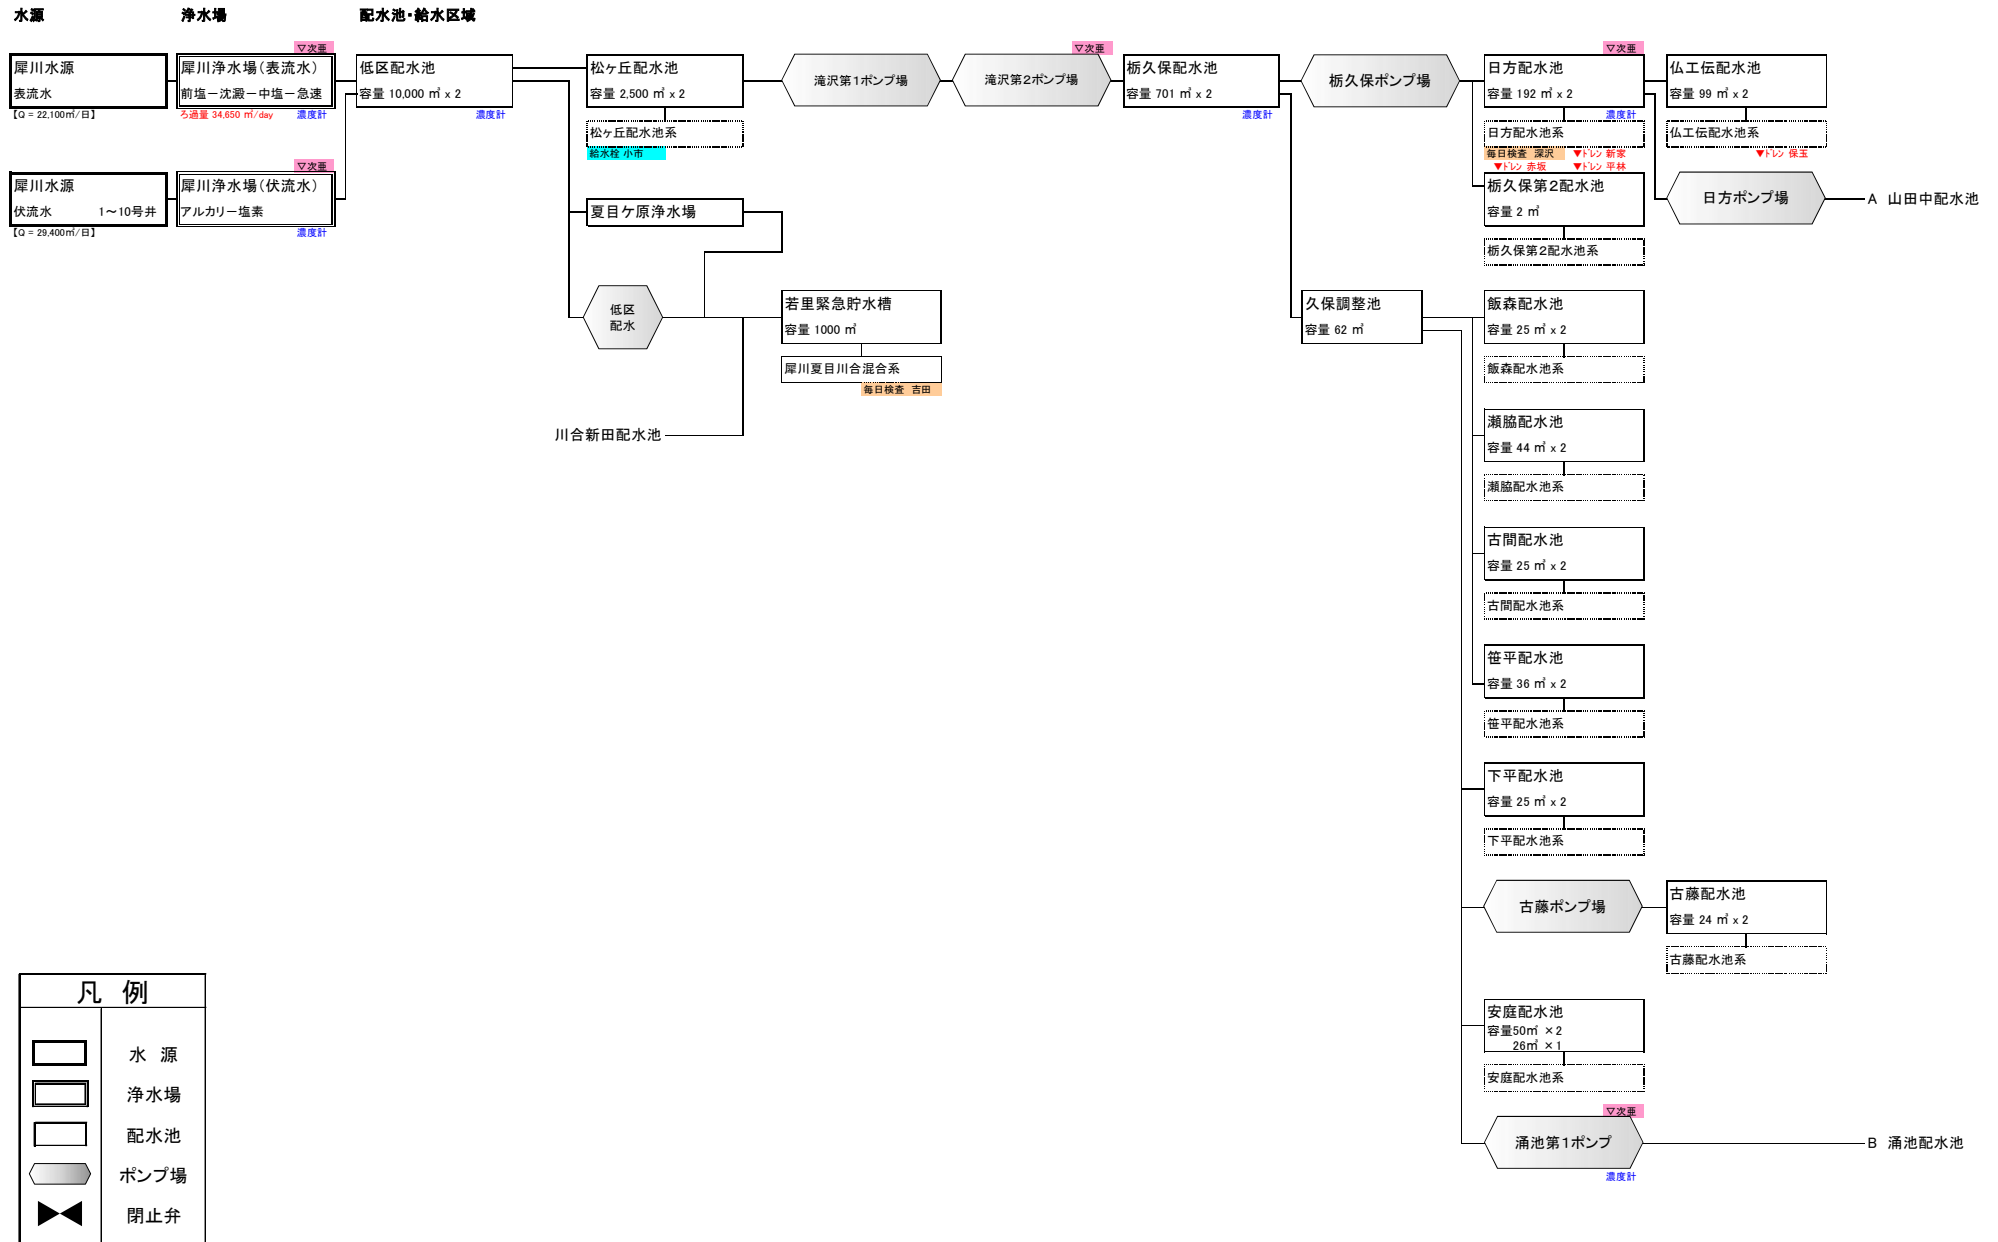 水源
浄水場
配水池・給水区域
▽次亜
犀川水源
表流水
【Q = 22,100㎥/日】
犀川浄水場(表流水)
前塩－沈澱－中塩－急速
ろ過量 34,650 ㎥/day
濃度計
低区配水池
容量 10,000 ㎥ x 2
濃度計
松ヶ丘配水池
容量 2,500 ㎥ x 2
松ヶ丘配水池系
給水栓 小市
滝沢第1ポンプ場
▽次亜
滝沢第2ポンプ場
栃久保配水池
容量 701 ㎥ x 2
濃度計
栃久保ポンプ場
▽次亜
日方配水池
容量 192 ㎥ x 2
濃度計
日方配水池系
毎日検査 深沢
▼ドレン 新家
▼ドレン 赤坂
▼ドレン 平林
仏工伝配水池
容量 99 ㎥ x 2
仏工伝配水池系
▼ドレン 保玉
▽次亜
犀川水源
伏流水 1～10号井
【Q = 29,400㎥/日】
犀川浄水場(伏流水)
アルカリ－塩素
濃度計
夏目ケ原浄水場
栃久保第2配水池
容量 2 ㎥
栃久保第2配水池系
日方ポンプ場
A 山田中配水池
低区
配水
若里緊急貯水槽
容量 1000 ㎥
犀川夏目川合混合系
毎日検査 吉田
川合新田配水池
久保調整池
容量 62 ㎥
飯森配水池
容量 25 ㎥ x 2
飯森配水池系
瀬脇配水池
容量 44 ㎥ x 2
瀬脇配水池系
古間配水池
容量 25 ㎥ x 2
古間配水池系
笹平配水池
容量 36 ㎥ x 2
笹平配水池系
下平配水池
容量 25 ㎥ x 2
下平配水池系
古藤ポンプ場
古藤配水池
容量 24 ㎥ x 2
古藤配水池系
安庭配水池
容量50㎥ ×2
26㎥ ×1
安庭配水池系
▽次亜
涌池第1ポンプ
濃度計
B 涌池配水池
凡 例
水 源
浄水場
配水池
ポンプ場
閉止弁